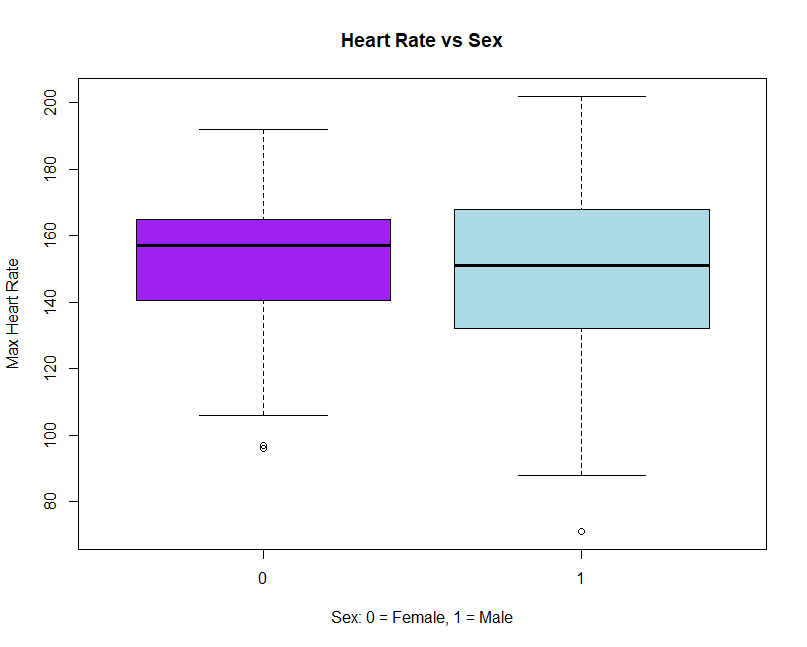 Heart Rate vs Sex
Max Heart Rate
200
180
160
140
120
100
80
0 1
Sex: 0 = Female, 1 = Male